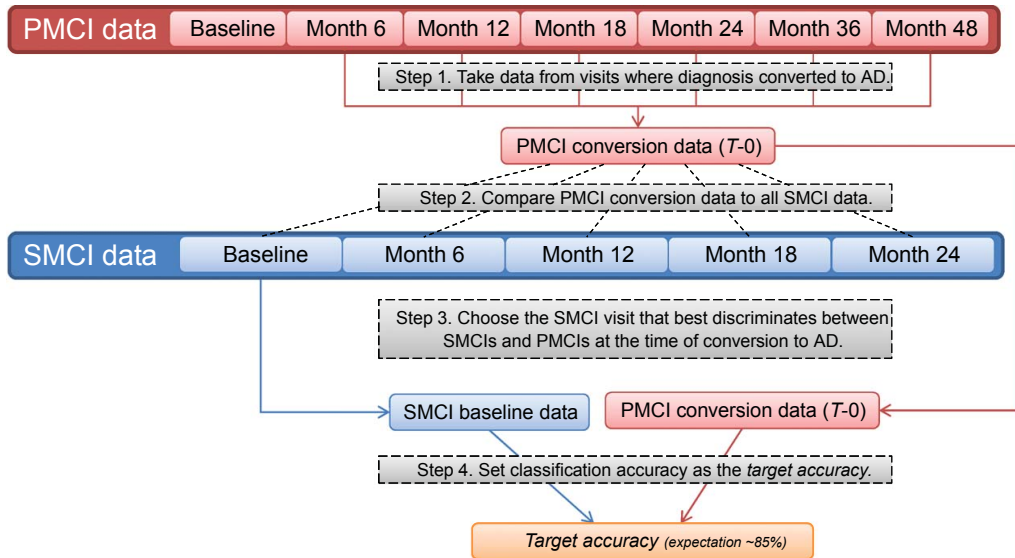 PMCI data Baseline Month 6 Month 12 Month 18 Month 24 Month 36 Month 48
Step 1. Take data from visits where diagnosis converted to AD.
PMCI conversion data (T-0)
Step 2. Compare PMCI conversion data to all SMCI data.
SMCI data Baseline Month 6 Month 12 Month 18 Month 24
Step 3. Choose the SMCI visit that best discriminates between
SMCIs and PMCIs at the time of conversion to AD.
SMCI baseline data PMCI conversion data (T-0)
Step 4. Set classification accuracy as the target accuracy.
Target accuracy (expectation ~85%)